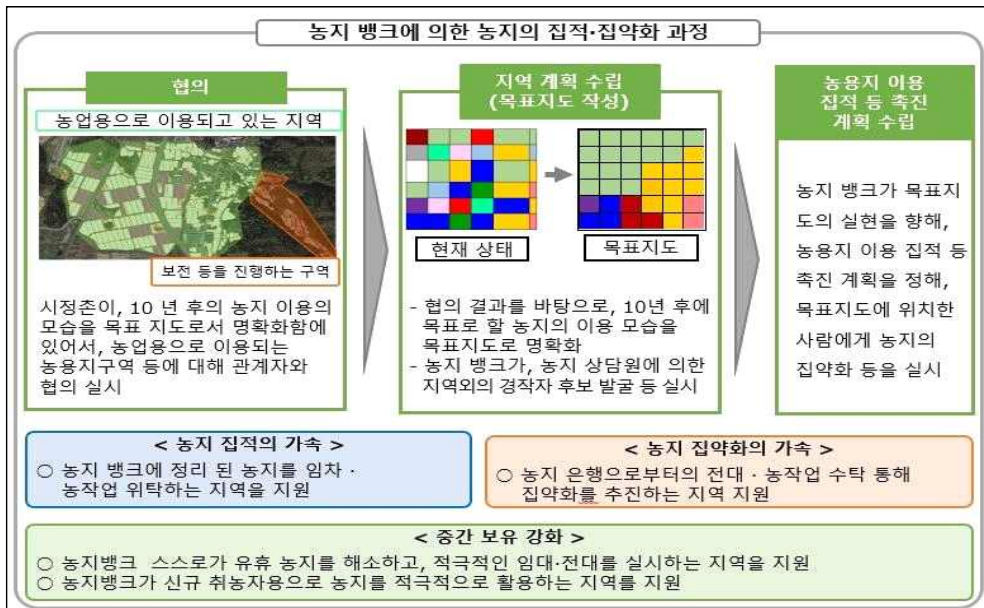 농지 뱅크에 의한 농지의 집적·집약화 과정
협의
농업용으로 이용되고 있는 지역
보전 등을 진행하는 구역
시정촌이, 10 년 후의 농지 이용의
모습을 목표 지도로서 명확화함에
있어서, 농업용으로 이용되는
농용지구역 등에 대해 관계자와
협의 실시
지역 계획 수립
(목표지도 작성)
현재 상태
목표지도
- 협의 결과를 바탕으로, 10년 후에
목표로 할 농지의 이용 모습을
목표지도로 명확화
- 농지 뱅크가, 농지 상담원에 의한
지역외의 경작자 후보 발굴 등 실시
농용지 이용
집적 등 촉진
계획 수립
농지 뱅크가 목표지
도의 실현을 향해,
농용지 이용 집적 등
촉진 계획을 정해,
목표지도에 위치한
사람에게 농지의
집약화 등을 실시
< 농지 집적의 가속 >
○ 농지 뱅크에 정리 된 농지를 임차 ·
농작업 위탁하는 지역을 지원
< 농지 집약화의 가속 >
○ 농지 은행으로부터의 전대 · 농작업 수탁 통해
집약화를 추진하는 지역 지원
< 중간 보유 강화 >
○ 농지뱅크 스스로가 유휴 농지를 해소하고, 적극적인 임대·전대를 실시하는 지역을 지원
○ 농지뱅크가 신규 취농자용으로 농지를 적극적으로 활용하는 지역를 지원